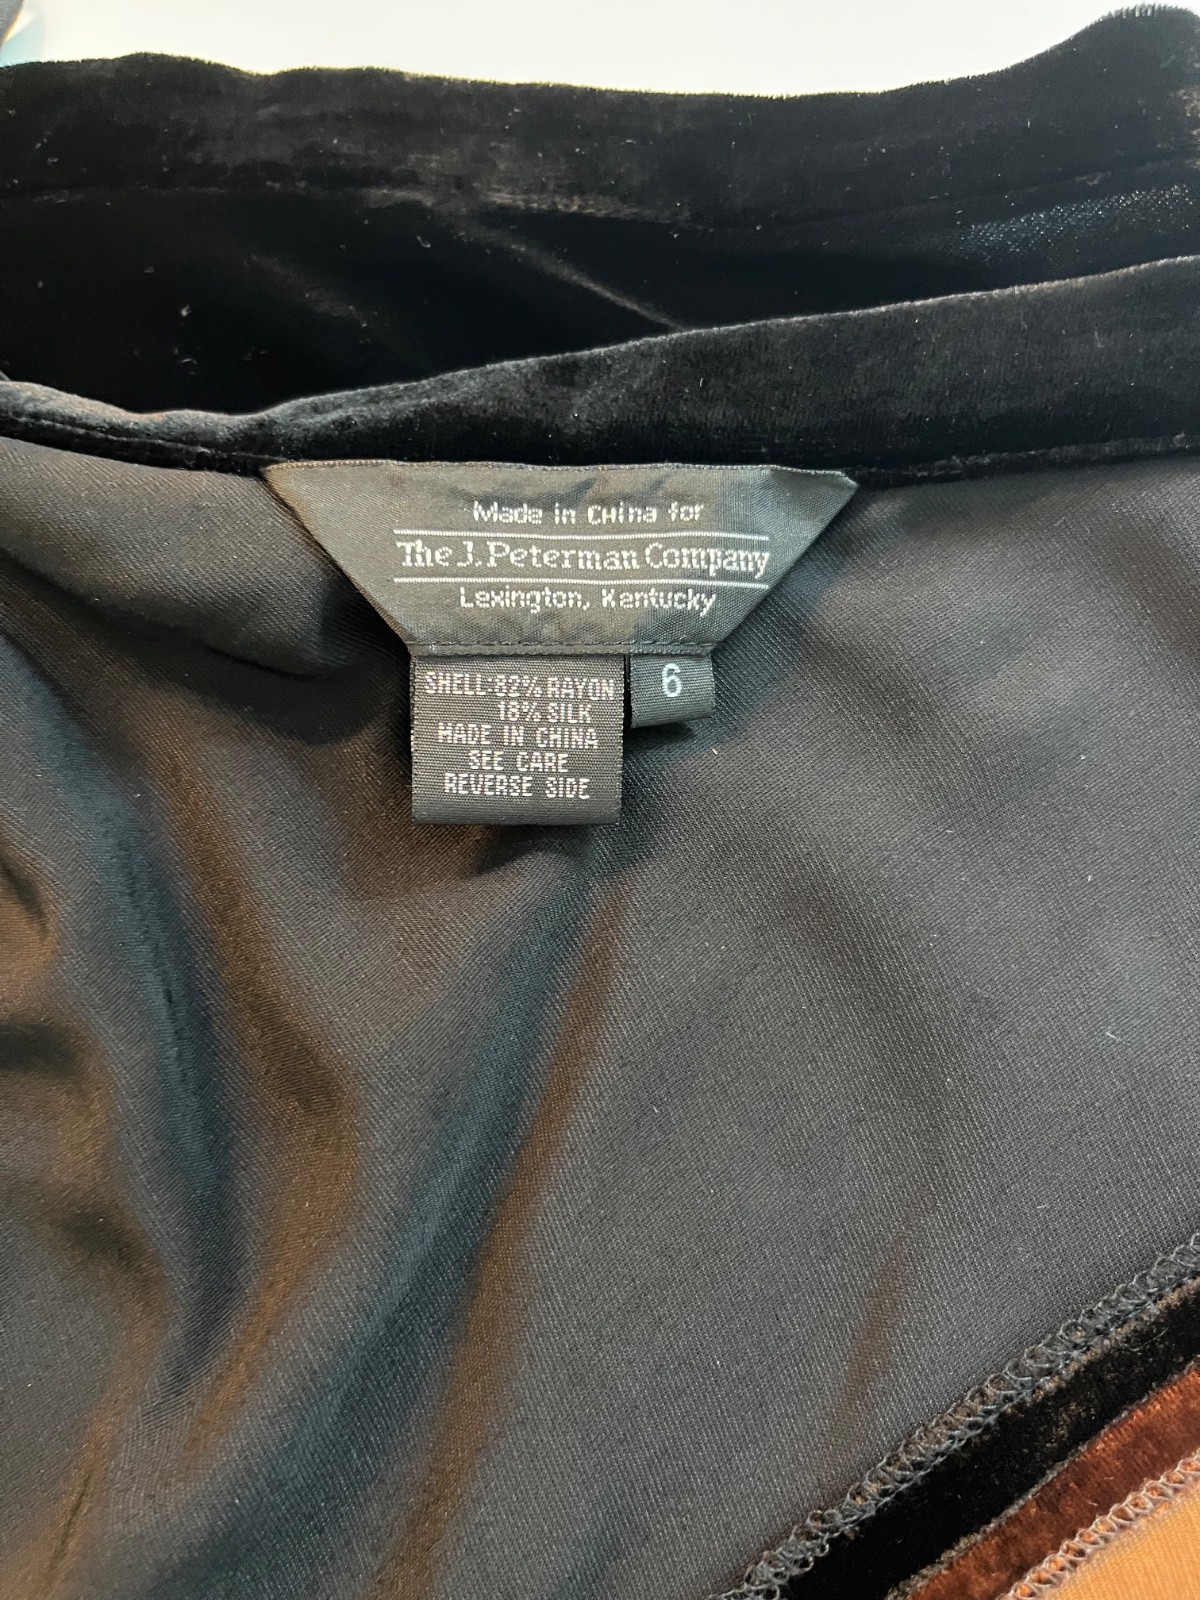 Made in CHina for
The J. Peterman Company
Lexington, Kentucky
6
SHELL-82% RAYON
18% SILK
MADE IN CHINA
SEE CARE
REVERSE SIDE